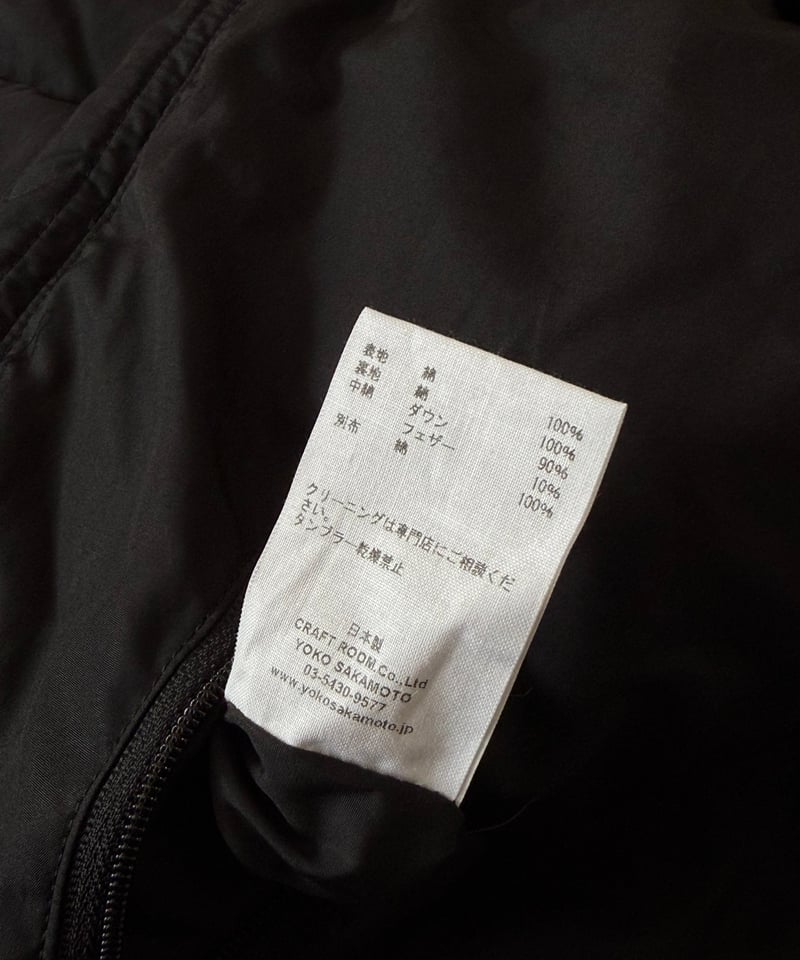 表地 綿 100%
裏地 綿 100%
中綿 ダウン 90%
フェザー 10%
別布 綿 100%
クリーニングは専門店にご相談くだ
さい。
タンブラー乾燥禁止
日本製
CRAFT ROOM.Co.,Ltd
YOKO SAKAMOTO
03-5430-9577
www.yokosakamoto.jp